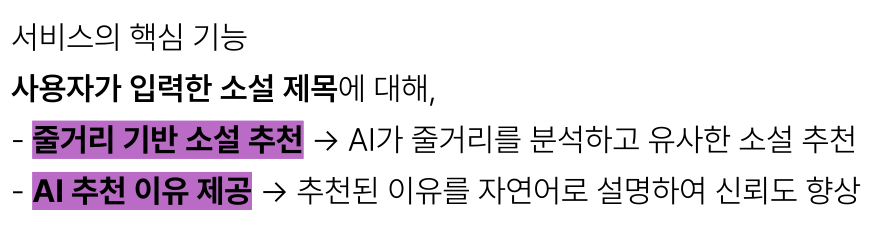 서비스의 핵심 기능
사용자가 입력한 소설 제목에 대해,
- 줄거리 기반 소설 추천 → AI가 줄거리를 분석하고 유사한 소설 추천
- AI 추천 이유 제공 → 추천된 이유를 자연어로 설명하여 신뢰도 향상